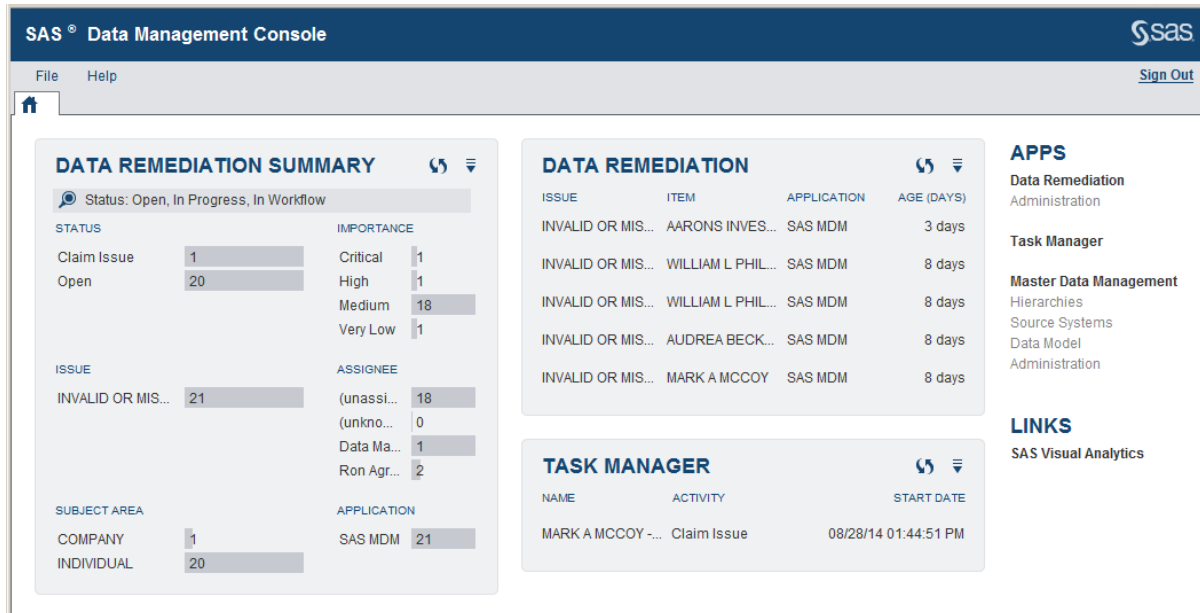 SAS ® Data Management Console
sas
File Help
Sign Out
DATA REMEDIATION SUMMARY
Status: Open, In Progress, In Workflow
STATUS
Claim Issue 1
Open 20
IMPORTANCE
Critical 1
High 1
Medium 18
Very Low 1
ISSUE
INVALID OR MIS... 21
ASSIGNEE
(unassi... 18
(unkno... 0
Data Ma... 1
Ron Agr... 2
SUBJECT AREA
COMPANY 1
INDIVIDUAL 20
APPLICATION
SAS MDM 21
DATA REMEDIATION
ISSUE ITEM APPLICATION AGE (DAYS)
INVALID OR MIS... AARONS INVES... SAS MDM 3 days
INVALID OR MIS... WILLIAM L PHIL... SAS MDM 8 days
INVALID OR MIS... WILLIAM L PHIL... SAS MDM 8 days
INVALID OR MIS... AUDREA BECK... SAS MDM 8 days
INVALID OR MIS... MARK A MCCOY SAS MDM 8 days
TASK MANAGER
NAME ACTIVITY START DATE
MARK A MCCOY -... Claim Issue 08/28/14 01:44:51 PM
APPS
Data Remediation
Administration
Task Manager
Master Data Management
Hierarchies
Source Systems
Data Model
Administration
LINKS
SAS Visual Analytics